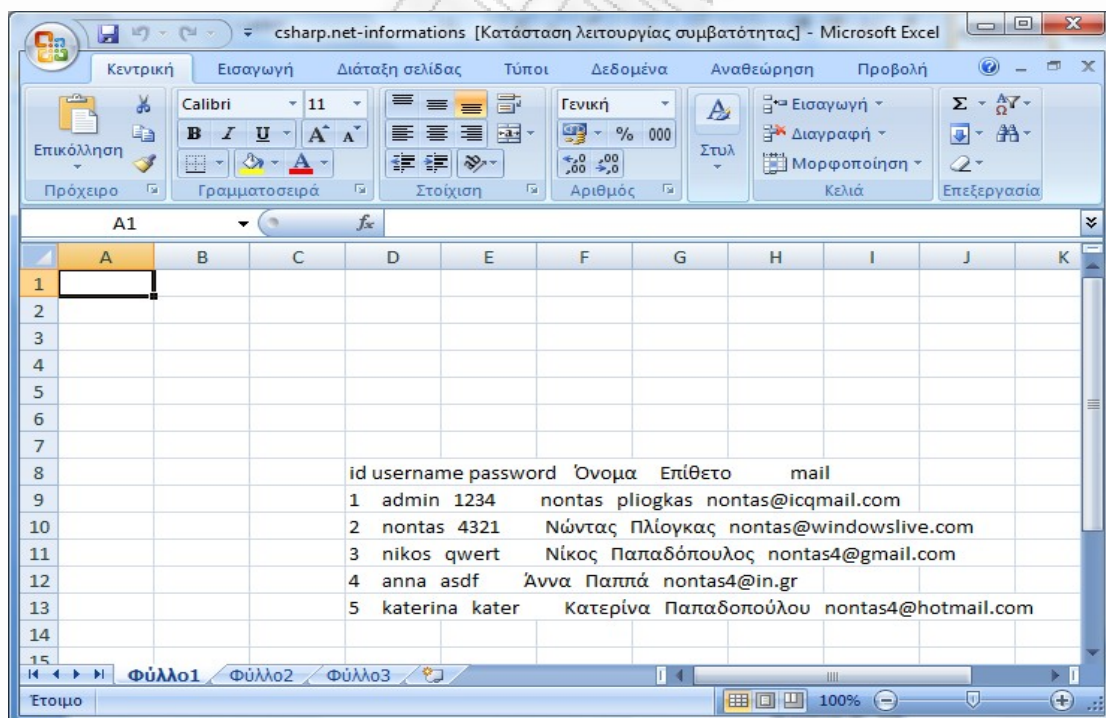 csharp.net-informations [Κατάσταση λειτουργίας συμβατότητας] - Microsoft Excel
Κεντρική Εισαγωγή Διάταξη σελίδας Τύποι Δεδομένα Αναθεώρηση Προβολή
Calibri 11 Γενική Εισαγωγή
B I U A A % 000 Διαγραφή
Επικόλληση Στυλ Μορφοποίηση
Πρόχειρο Γραμματοσειρά Στοίχιση Αριθμός Κελιά Επεξεργασία
A1 fx
A B C D E F G H I J K
1
2
3
4
5
6
7
8 id username password Όνομα Επίθετο mail
9 1 admin 1234 nontas pliogkas nontas@icqmail.com
10 2 nontas 4321 Νώντας Πλίογκας nontas@windowslive.com
11 3 nikos qwert Νίκος Παπαδόπουλος nontas4@gmail.com
12 4 anna asdf Άννα Παππά nontas4@in.gr
13 5 katerina kater Κατερίνα Παπαδοπούλου nontas4@hotmail.com
14
15
Φύλλο1 Φύλλο2 Φύλλο3
Έτοιμο 100%